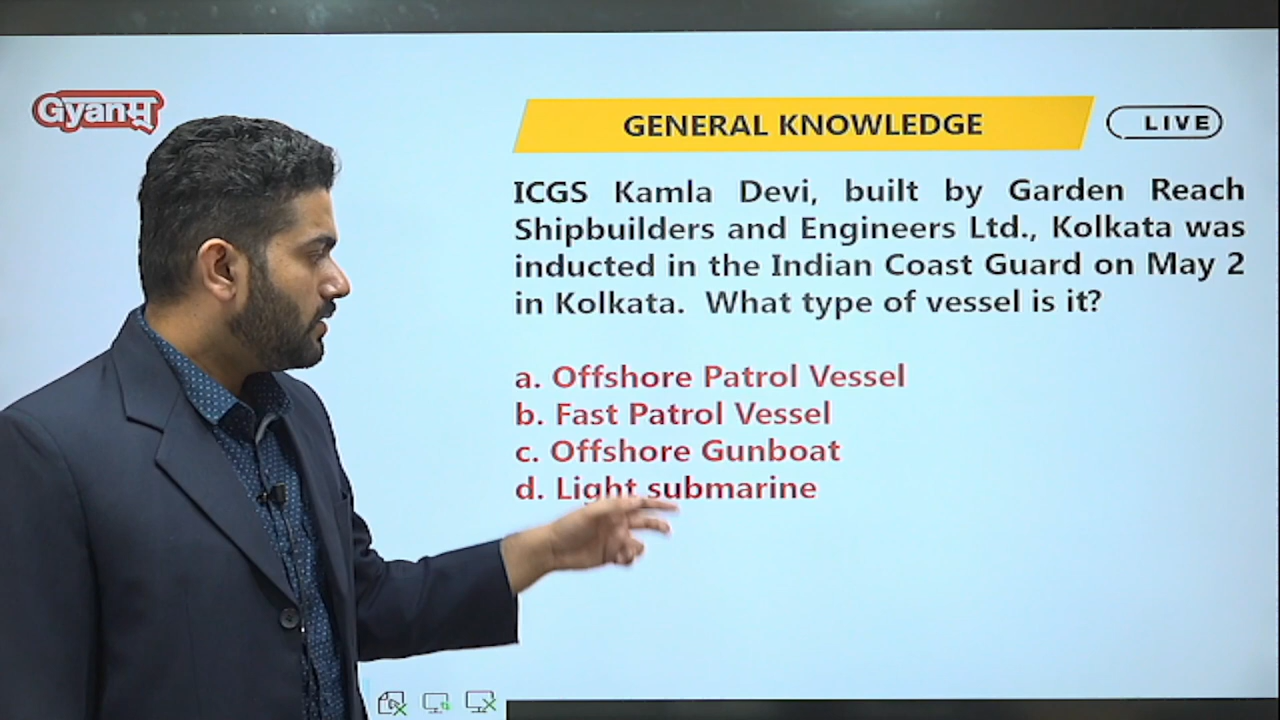 Gyanम्
GENERAL KNOWLEDGE
LIVE
ICGS Kamla Devi, built by Garden Reach
Shipbuilders and Engineers Ltd., Kolkata was
inducted in the Indian Coast Guard on May 2
in Kolkata. What type of vessel is it?
a. Offshore Patrol Vessel
b. Fast Patrol Vessel
c. Offshore Gunboat
d. Light submarine